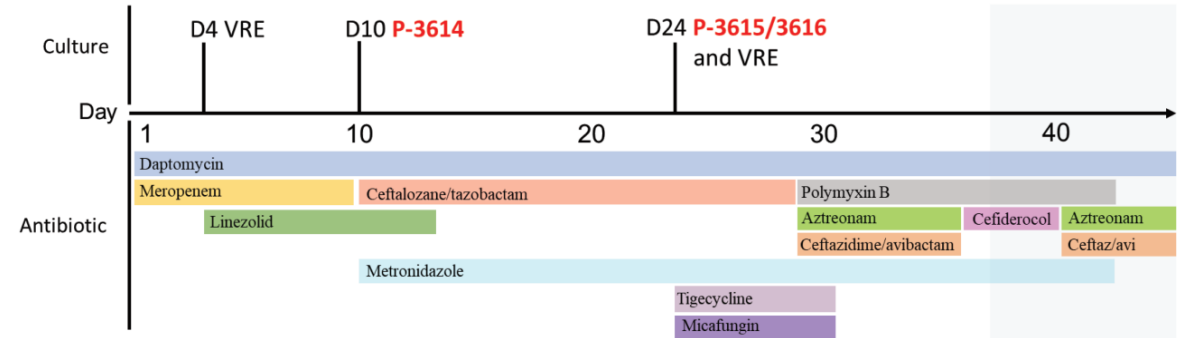 D4 VRE
D10 P-3614
D24 P-3615/3616
and VRE
Culture
Day
1 10 20 30 40
Daptomycin
Meropenem
Ceftalozane/tazobactam
Polymyxin B
Antibiotic
Linezolid
Aztreonam
Cefiderocol
Aztreonam
Ceftazidime/avibactam
Ceftaz/avi
Metronidazole
Tigecycline
Micafungin